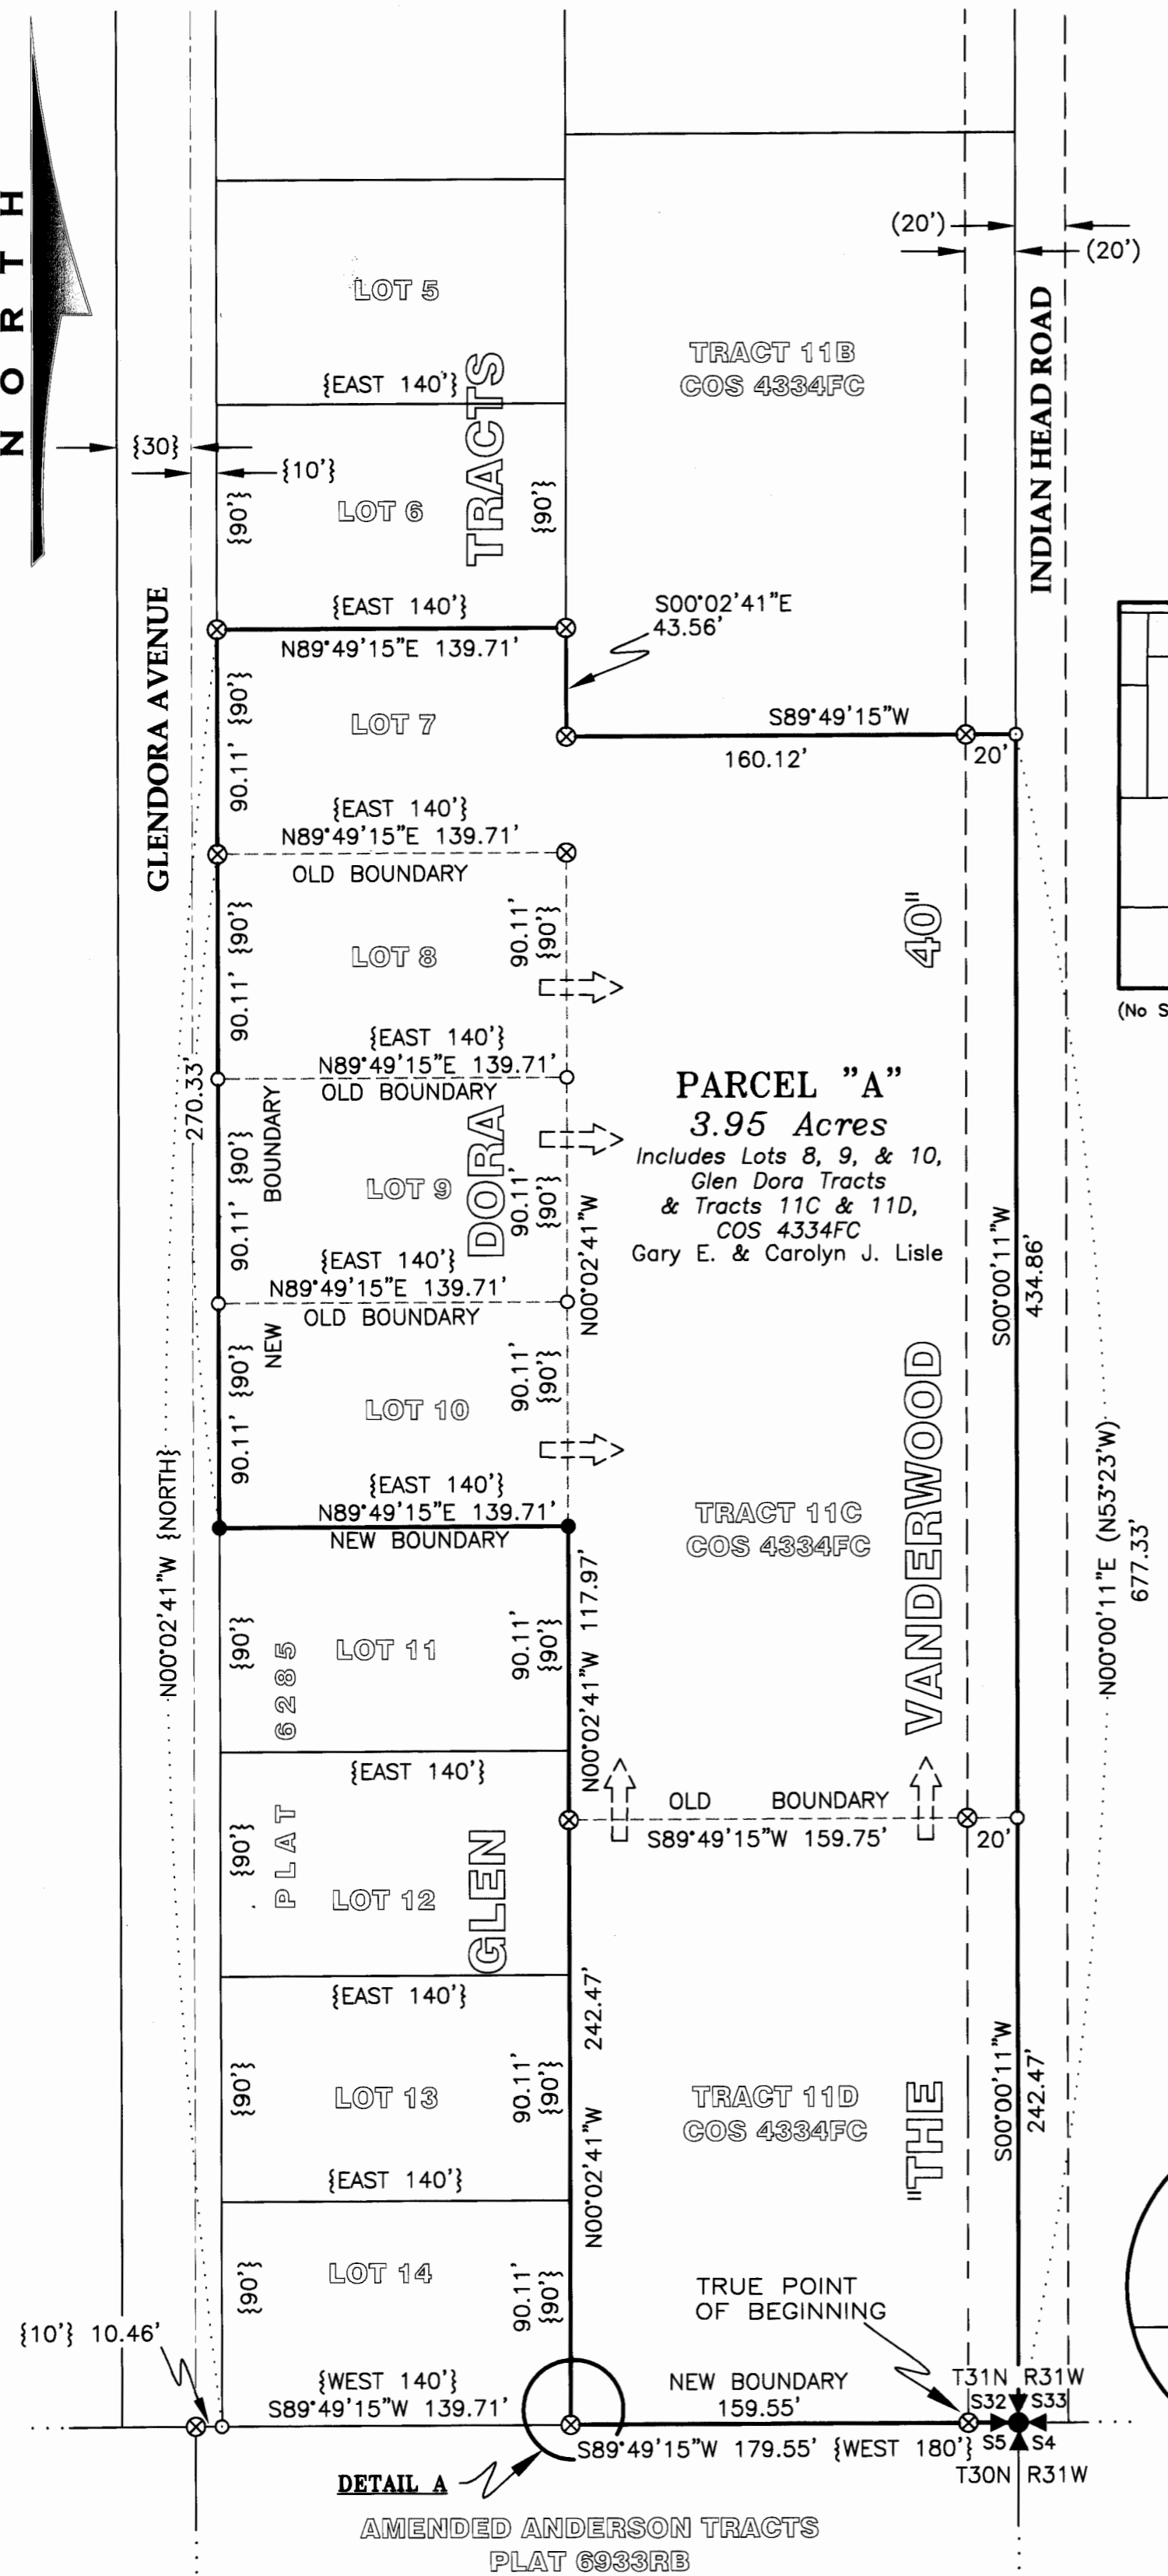 NORTH
(20')
(20')
LOT 5
TRACT 11B
COS 4334FC
{EAST 140'}
INDIAN HEAD ROAD
{30}
{10'}
TRACTS
{90'}
LOT 6
{90'}
{EAST 140'}
N89°49'15"E 139.71'
S00°02'41"E
43.56'
GLENDORA AVENUE
{90'}
90.11'
LOT 7
S89°49'15"W
160.12'
20'
{EAST 140'}
N89°49'15"E 139.71'
OLD BOUNDARY
{90'}
90.11'
LOT 8
90.11'
{90'}
40"
(No S
{EAST 140'}
N89°49'15"E 139.71'
OLD BOUNDARY
270.33'
PARCEL "A"
3.95 Acres
Includes Lots 8, 9, & 10,
Glen Dora Tracts
& Tracts 11C & 11D,
COS 4334FC
Gary E. & Carolyn J. Lisle
NEW BOUNDARY
{90'}
90.11'
LOT 9
DORA
90.11'
{90'}
N00°02'41"W
S00°00'11"W
434.86'
{EAST 140'}
N89°49'15"E 139.71'
OLD BOUNDARY
{90'}
90.11'
LOT 10
90.11'
{90'}
VANDERWOOD
{EAST 140'}
N89°49'15"E 139.71'
NEW BOUNDARY
TRACT 11C
COS 4334FC
N00°02'41"W {NORTH}
N00°00'11"E (N53°23'W)
677.33'
{90'}
PLAT 6285
LOT 11
90.11'
{90'}
N00°02'41"W 117.97'
{EAST 140'}
OLD BOUNDARY
S89°49'15"W 159.75'
20'
{90'}
LOT 12
GLEN
{EAST 140'}
242.47'
N00°02'41"W
{90'}
LOT 13
90.11'
{90'}
TRACT 11D
COS 4334FC
"THE
S00°00'11"W
242.47'
{EAST 140'}
{90'}
LOT 14
90.11'
{90'}
TRUE POINT
OF BEGINNING
{10'} 10.46'
{WEST 140'}
S89°49'15"W 139.71'
NEW BOUNDARY
159.55'
S89°49'15"W 179.55' {WEST 180'}
T31N R31W
S32 S33
S5 S4
T30N R31W
DETAIL A
AMENDED ANDERSON TRACTS
PLAT 6933RB